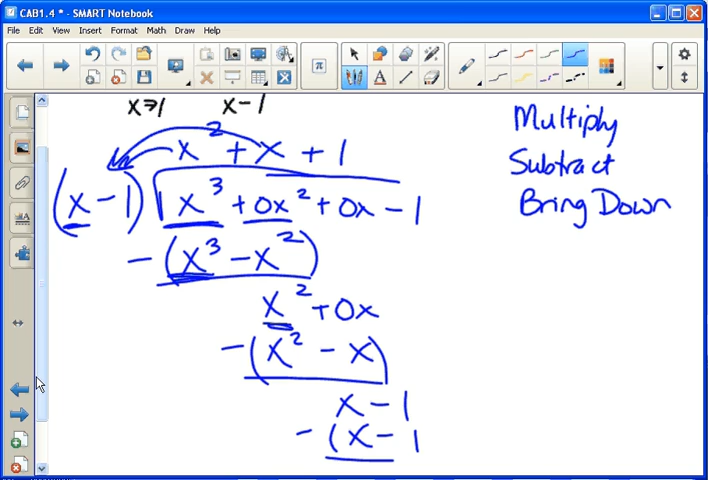 CAB1.4 * - SMART Notebook
File Edit View Insert Format Math Draw Help
x→1 x-1
Multiply
Subtract
Bring Down
x² + x + 1
(x-1) x³ + 0x² + 0x - 1
- (x³ - x²)
x² + 0x
- (x² - x)
x - 1
- (x - 1